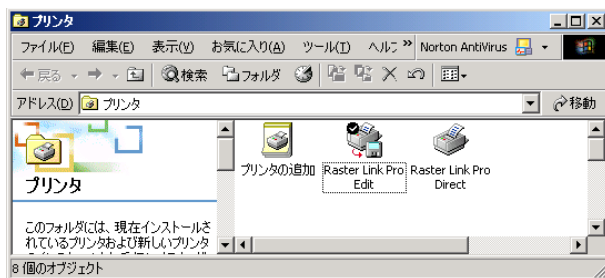 プリンタ
ファイル(F) 編集(E) 表示(V) お気に入り(A) ツール(T) ヘルプ » Norton AntiVirus
戻る 検索 フォルダ
アドレス(D) プリンタ 移動
プリンタ
このフォルダには、現在インストールさ
れているプリンタおよび新しいプリンタ
プリンタの追加
Raster Link Pro
Edit
Raster Link Pro
Direct
8 個のオブジェクト